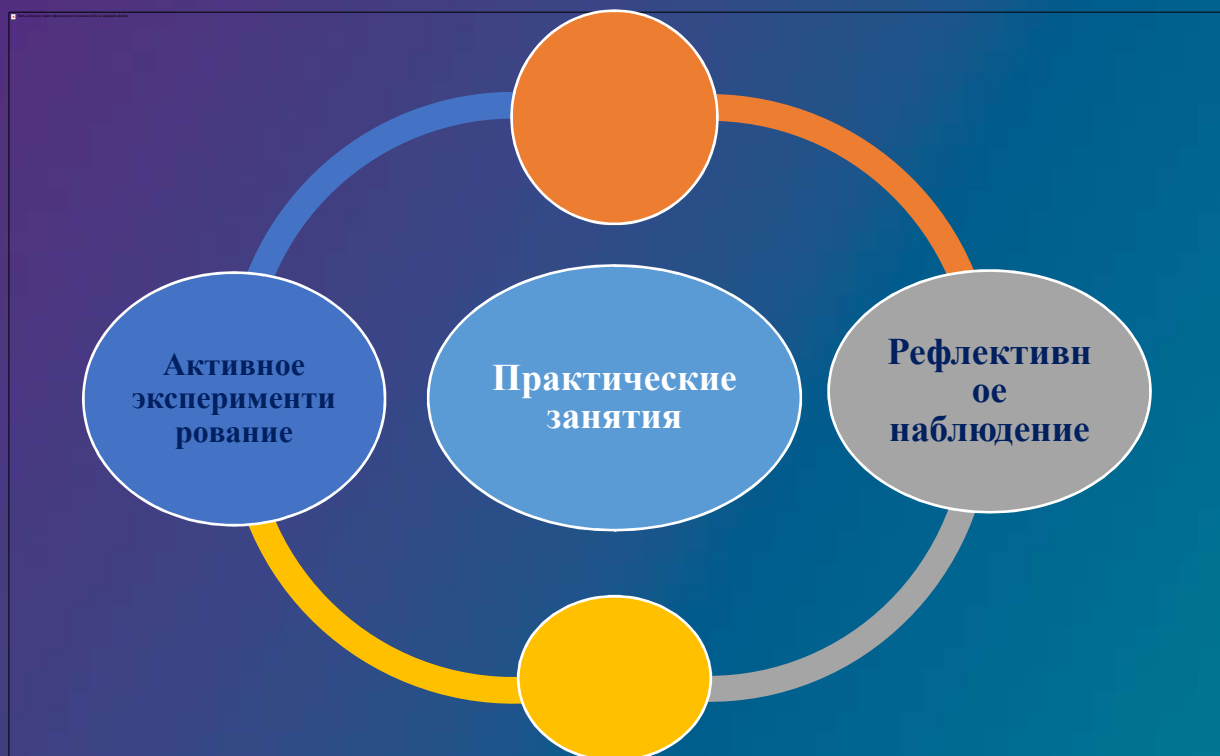 Активное
эксперименти
рование
Практические
занятия
Рефлективн
ое
наблюдение